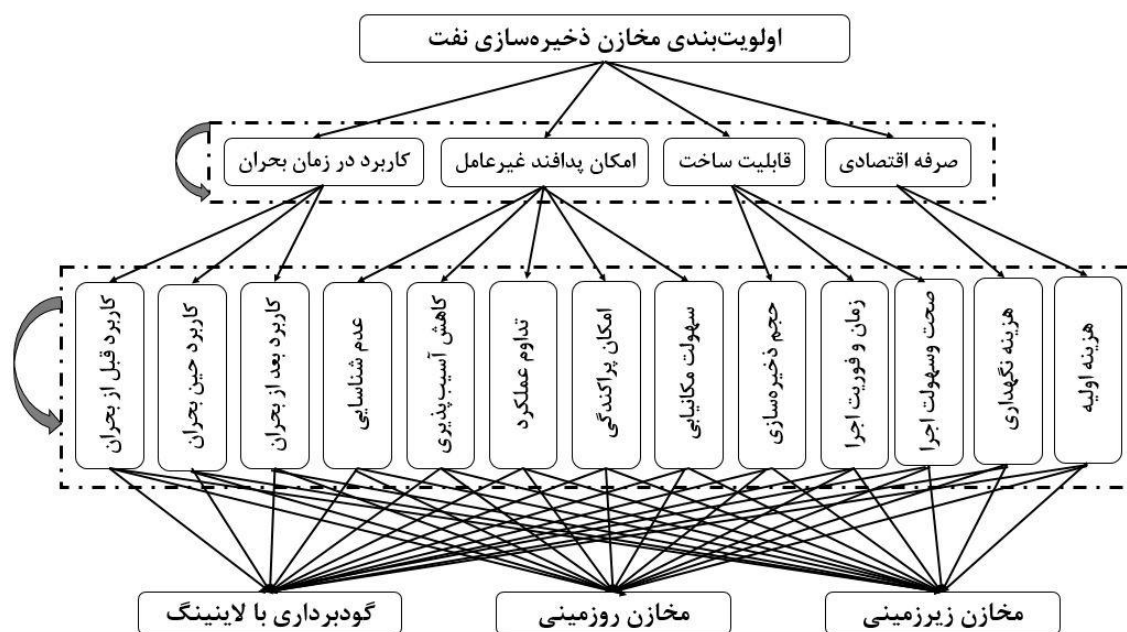 اولویت‌بندی مخازن ذخیره‌سازی نفت
صرفه اقتصادی
قابلیت ساخت
امکان پدافند غیرعامل
کاربرد در زمان بحران
هزینه اولیه
هزینه نگهداری
صحت وسهولت اجرا
زمان و فوریت اجرا
حجم ذخیره‌سازی
سهولت مکانیابی
امکان پراکندگی
تداوم عملکرد
کاهش آسیب‌پذیری
عدم شناسایی
کاربرد بعد از بحران
کاربرد حین بحران
کاربرد قبل از بحران
مخازن زیرزمینی
مخازن روزمینی
گودبرداری با لاینینگ